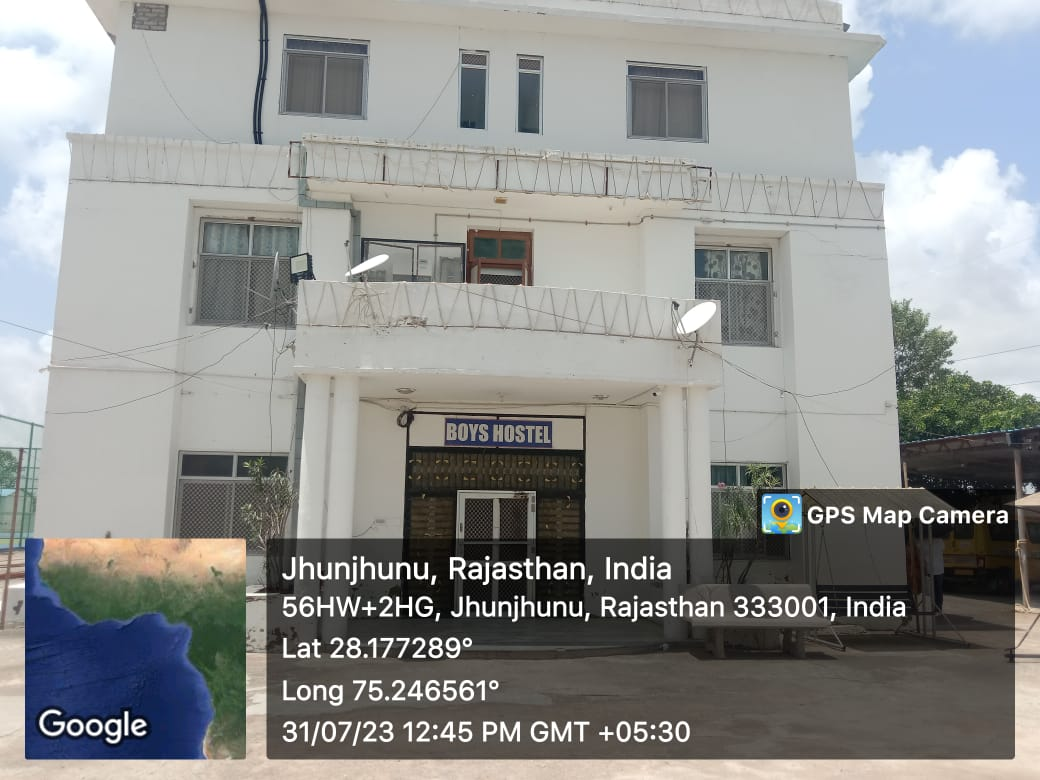 BOYS HOSTEL
GPS Map Camera
Jhunjhunu, Rajasthan, India
56HW+2HG, Jhunjhunu, Rajasthan 333001, India
Lat 28.177289°
Long 75.246561°
31/07/23 12:45 PM GMT +05:30
Google